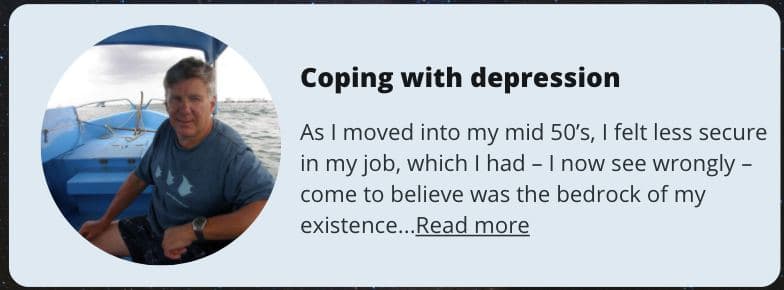 Coping with depression
As I moved into my mid 50’s, I felt less secure
in my job, which I had – I now see wrongly –
come to believe was the bedrock of my
existence...Read more